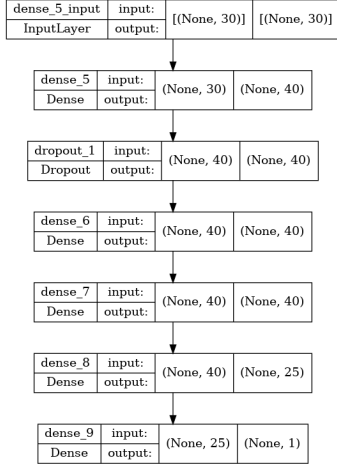 dense_5_input input: [(None, 30)] [(None, 30)]
InputLayer output:
dense_5 input: (None, 30) (None, 40)
Dense output:
dropout_1 input: (None, 40) (None, 40)
Dropout output:
dense_6 input: (None, 40) (None, 40)
Dense output:
dense_7 input: (None, 40) (None, 40)
Dense output:
dense_8 input: (None, 40) (None, 25)
Dense output:
dense_9 input: (None, 25) (None, 1)
Dense output: